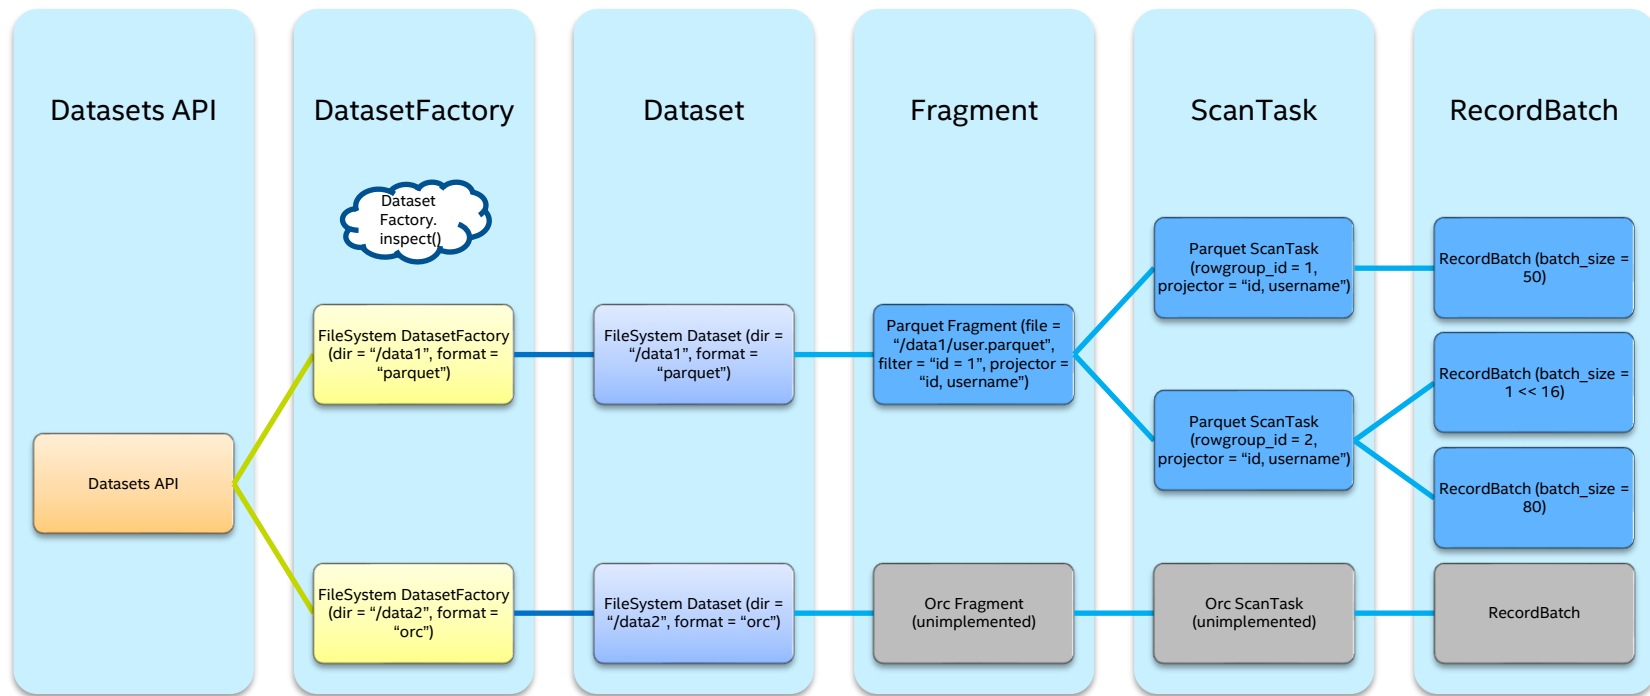 Datasets API
DatasetFactory
Dataset
Fragment
ScanTask
RecordBatch
Dataset
Factory.
inspect()
Datasets API
FileSystem DatasetFactory
(dir = “/data1”, format =
“parquet”)
FileSystem DatasetFactory
(dir = “/data2”, format =
“orc”)
FileSystem Dataset (dir =
“/data1”, format =
“parquet”)
FileSystem Dataset (dir =
“/data2”, format = “orc”)
Parquet Fragment (file =
“/data1/user.parquet”,
filter = “id = 1”, projector =
“id, username”)
Orc Fragment
(unimplemented)
Parquet ScanTask
(rowgroup_id = 1,
projector = “id, username”)
Parquet ScanTask
(rowgroup_id = 2,
projector = “id, username”)
Orc ScanTask
(unimplemented)
RecordBatch (batch_size =
50)
RecordBatch (batch_size =
1 << 16)
RecordBatch (batch_size =
80)
RecordBatch